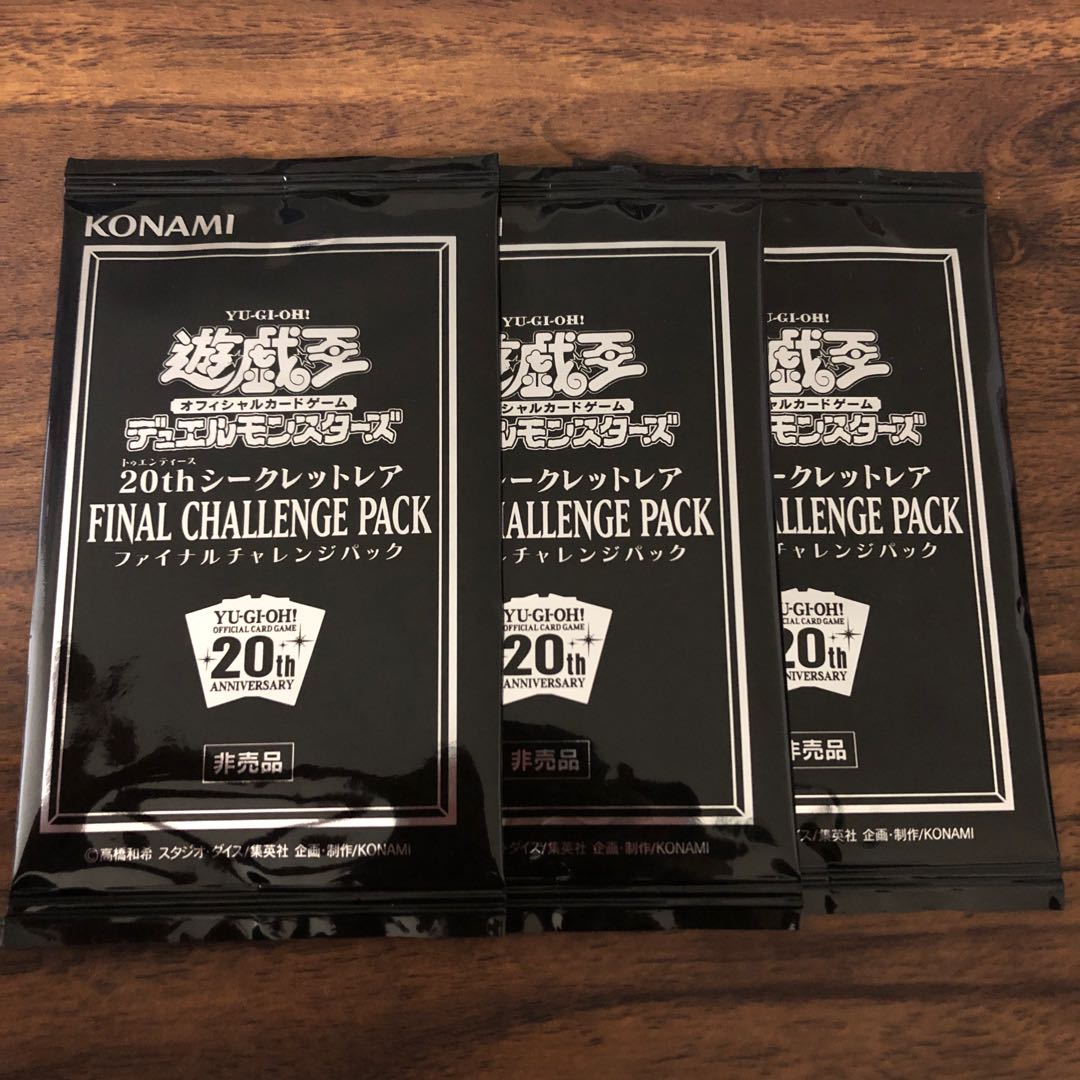 KONAMI
YU-GI-OH!
遊戯王
オフィシャルカードゲーム
デュエルモンスターズ
トゥエンティース
20thシークレットレア
FINAL CHALLENGE PACK
ファイナルチャレンジパック
YU-GI-OH!
OFFICIAL CARD GAME
20th
ANNIVERSARY
非売品
©高橋和希 スタジオ・ダイス/集英社 企画・制作/KONAMI
YU-GI-OH!
戯王
シャルカードゲーム
ルモンスターズ
シークレットレア
ALLENGE PACK
ルチャレンジパック
YU-GI-OH!
OFFICIAL CARD GAME
20th
ANNIVERSARY
非売品
・ダイス/集英社 企画・制作/KONAMI
-GI-OH!
戯王
ャルカードゲーム
モンスターズ
ークレットレア
LLENGE PACK
チャレンジパック
U-GI-OH!
CIAL CARD GAME
20th
NIVERSARY
売品
ス/集英社 企画・制作/KONAMI